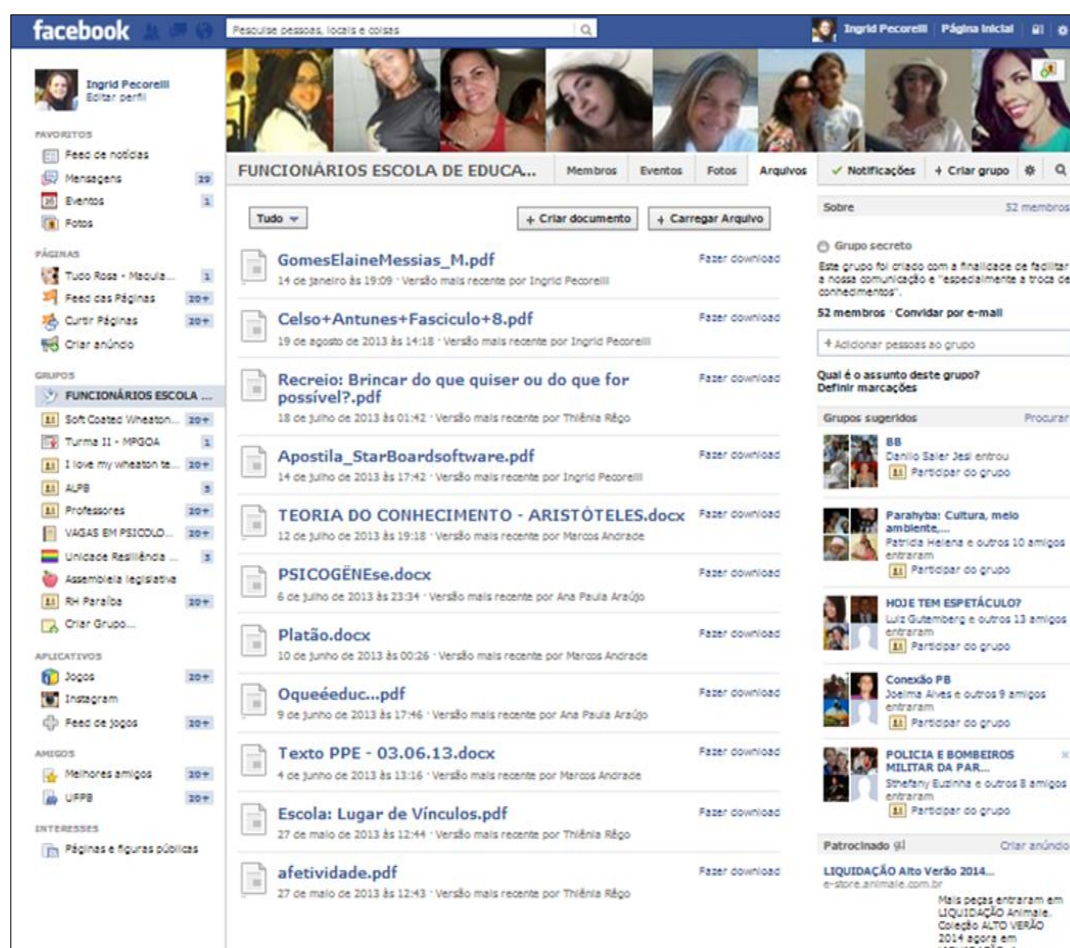 facebook
Pesquise pessoas, locais e coisas
Ingrid Pecorelli
Página Inicial
Ingrid Pecorelli
Editar perfil
FAVORITOS
Feed de notícias
Mensagens 29
Eventos 1
Fotos
PÁGINAS
Tudo Rosa - Maquia... 1
Feed das Páginas 20+
Curtir Páginas 20+
Criar anúncio
GRUPOS
FUNCIONÁRIOS ESCOLA ...
Soft Coated Wheaton... 20+
Turma II - MPGOA 1
I love my wheaton te... 20+
ALPB 5
Professores 20+
VAGAS EM PSICOLO... 20+
Unidade Resiliência 3
Assembleia legislativa
RH Paraíba 20+
Criar Grupo...
APLICATIVOS
Jogos 20+
Instagram
Feed de jogos 20+
AMIGOS
Melhores amigos 20+
UFPB 20+
INTERESSES
Páginas e figuras públicas
FUNCIONÁRIOS ESCOLA DE EDUCA...
Membros
Eventos
Fotos
Arquivos
Notificações
+ Criar grupo
Tudo
+ Criar documento
+ Carregar Arquivo
GomesElaineMessias_M.pdf
Fazer download
14 de janeiro às 19:09 · Versão mais recente por Ingrid Pecorelli
Celso+Antunes+Fasciculo+8.pdf
Fazer download
19 de agosto de 2013 às 14:18 · Versão mais recente por Ingrid Pecorelli
Recreio: Brincar do que quiser ou do que for
possível?.pdf
Fazer download
18 de julho de 2013 às 01:42 · Versão mais recente por Thiênia Rêgo
Apostila_StarBoardsoftware.pdf
Fazer download
14 de julho de 2013 às 17:42 · Versão mais recente por Ingrid Pecorelli
TEORIA DO CONHECIMENTO - ARISTÓTELES.docx
Fazer download
12 de julho de 2013 às 19:18 · Versão mais recente por Marcos Andrade
PSICOGÊNEse.docx
Fazer download
6 de julho de 2013 às 23:34 · Versão mais recente por Ana Paula Araújo
Platão.docx
Fazer download
10 de junho de 2013 às 00:26 · Versão mais recente por Marcos Andrade
Oqueéeduc...pdf
Fazer download
9 de junho de 2013 às 17:46 · Versão mais recente por Ana Paula Araújo
Texto PPE - 03.06.13.docx
Fazer download
4 de junho de 2013 às 13:16 · Versão mais recente por Marcos Andrade
Escola: Lugar de Vínculos.pdf
Fazer download
27 de maio de 2013 às 12:44 · Versão mais recente por Thiênia Rêgo
afetividade.pdf
Fazer download
27 de maio de 2013 às 12:43 · Versão mais recente por Thiênia Rêgo
Sobre
52 membros
Grupo secreto
Este grupo foi criado com a finalidade de facilitar
a nossa comunicação e "especialmente a troca de
conhecimentos".
52 membros · Convidar por e-mail
+ Adicionar pessoas ao grupo
Qual é o assunto deste grupo?
Definir marcações
Grupos sugeridos
Procurar
BB
Danilo Saler Jesi entrou
Participar do grupo
Parahyba: Cultura, meio
ambiente,...
Patricia Helena e outros 10 amigos
entraram
Participar do grupo
HOJE TEM ESPETÁCULO?
Luiz Gutemberg e outros 13 amigos
entraram
Participar do grupo
Conexão PB
Joelma Alves e outros 9 amigos
entraram
Participar do grupo
POLICIA E BOMBEIROS
MILITAR DA PAR...
Sthefany Euzinha e outros 8 amigos
entraram
Participar do grupo
Patrocinado
Criar anúncio
LIQUIDAÇÃO Alto Verão 2014...
e-store.animale.com.br
Mais peças entraram em
LIQUIDAÇÃO Animale.
Coleção ALTO VERÃO
2014 agora em